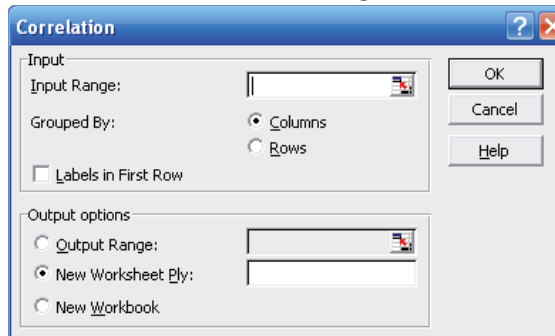 Correlation
Input
Input Range:
Grouped By:
Columns
Rows
Labels in First Row
Output options
Output Range:
New Worksheet Ply:
New Workbook
OK
Cancel
Help